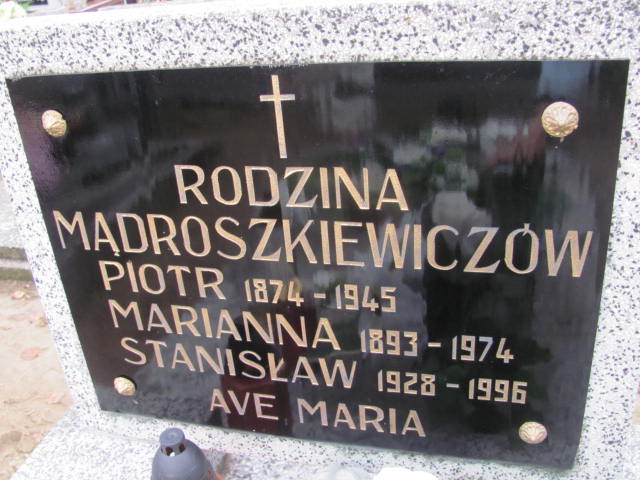 RODZINA
MĄDROSZKIEWICZÓW
PIOTR 1874 - 1945
MARIANNA 1893 - 1974
STANISŁAW 1928 - 1996
AVE MARIA